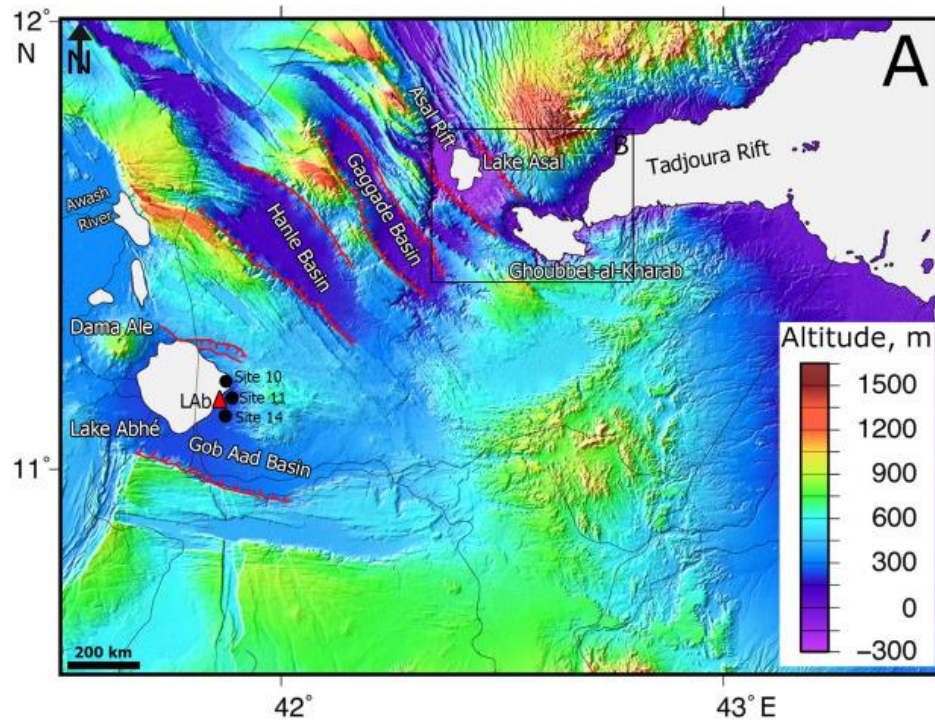 12°
N
N
A
Asal Rift
Lake Asal
B
Tadjoura Rift
Gaggade Basin
Hanle Basin
Awash
River
Ghoubbet-al-Kharab
Dama Ale
Site 10
LAb
Site 11
Site 14
Lake Abhé
Gob Aad Basin
11°
Altitude, m
1500
1200
900
600
300
0
−300
200 km
42°
43°E